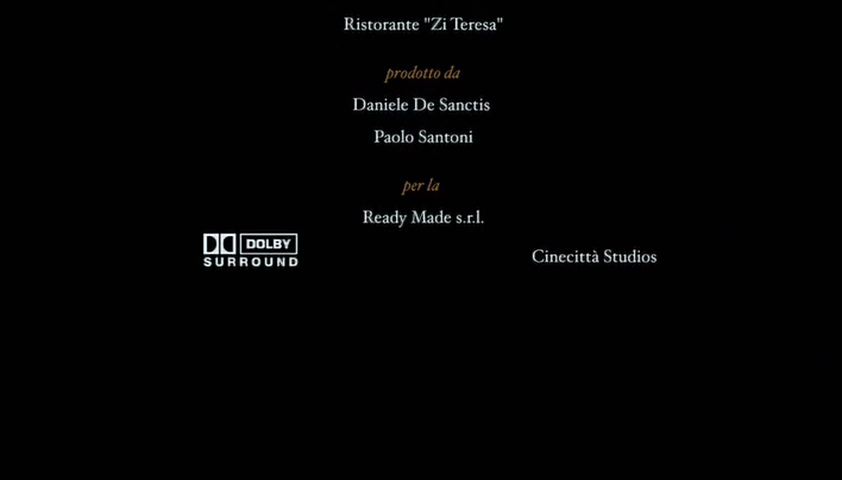 Ristorante "Zi Teresa"
prodotto da
Daniele De Sanctis
Paolo Santoni
per la
Ready Made s.r.l.
DOLBY
SURROUND
Cinecittà Studios